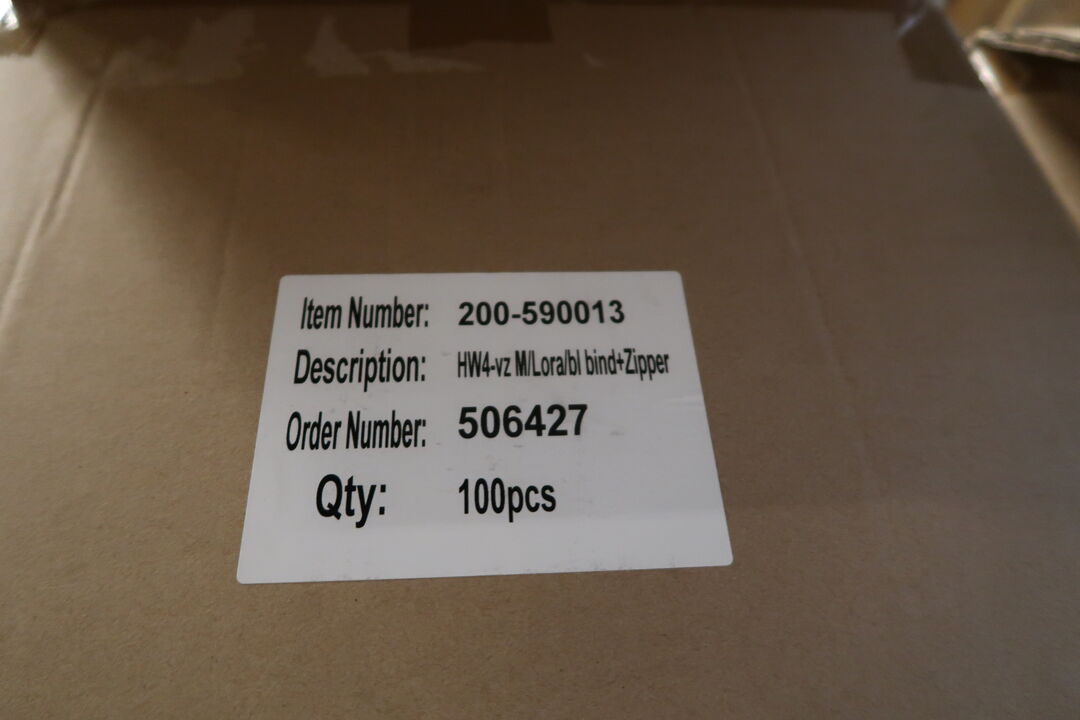 Item Number: 200-590013
Description: HW4-vz M/Lora/bl bind+Zipper
Order Number: 506427
Qty: 100pcs